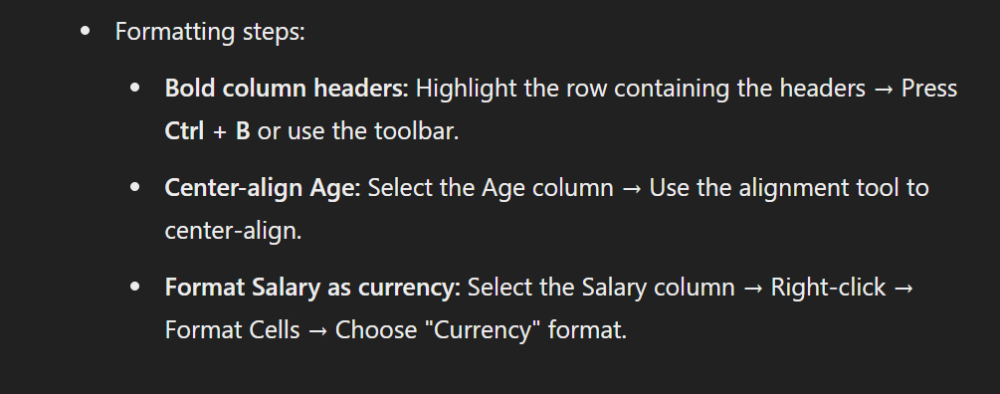 Formatting steps:
Bold column headers: Highlight the row containing the headers → Press
Ctrl + B or use the toolbar.
Center-align Age: Select the Age column → Use the alignment tool to
center-align.
Format Salary as currency: Select the Salary column → Right-click →
Format Cells → Choose "Currency" format.